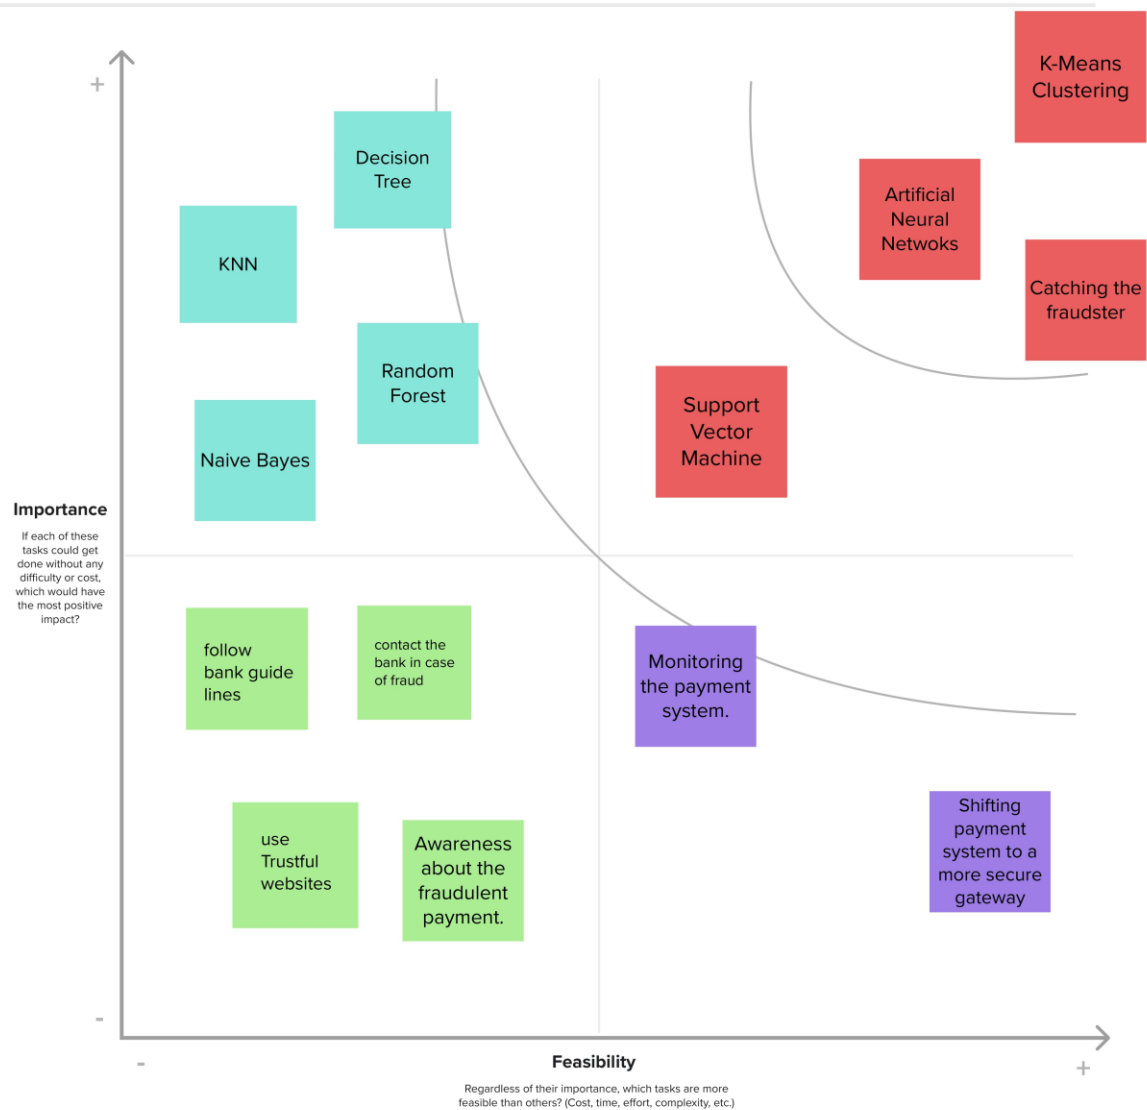 +
K-Means
Clustering
Decision
Tree
Artificial
Neural
Netwoks
KNN
Catching the
fraudster
Random
Forest
Support
Vector
Machine
Naive Bayes
Importance
If each of these
tasks could get
done without any
difficulty or cost,
which would have
the most positive
impact?
follow
bank guide
lines
contact the
bank in case
of fraud
Monitoring
the payment
system.
use
Trustful
websites
Awareness
about the
fraudulent
payment.
Shifting
payment
system to a
more secure
gateway
-
-
+
Feasibility
Regardless of their importance, which tasks are more
feasible than others? (Cost, time, effort, complexity, etc.)